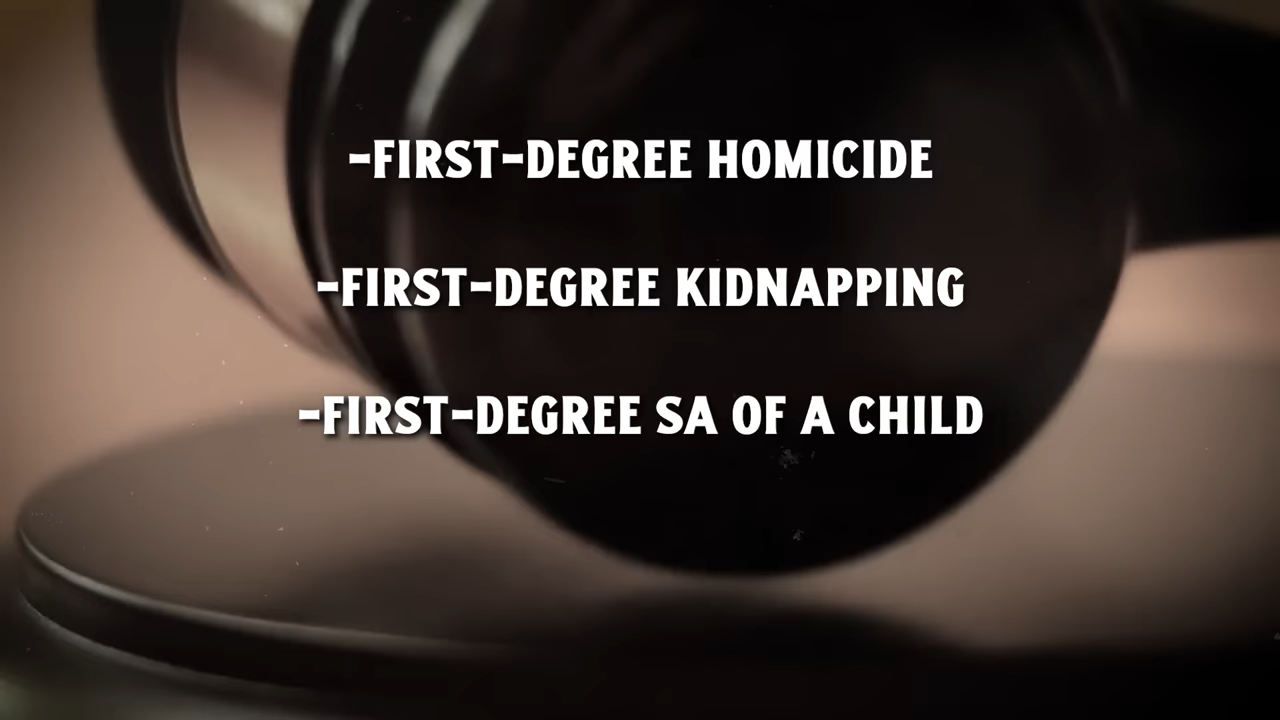 -FIRST-DEGREE HOMICIDE
-FIRST-DEGREE KIDNAPPING
-FIRST-DEGREE SA OF A CHILD